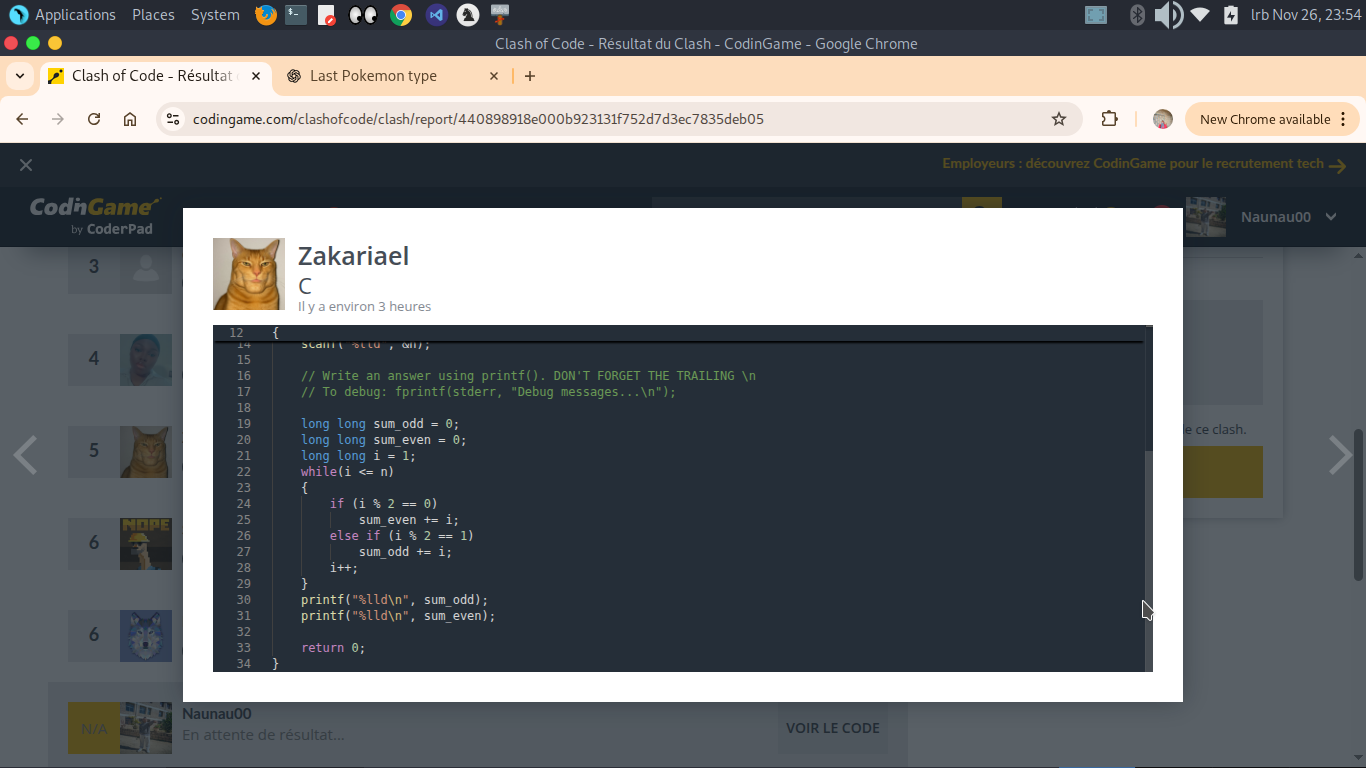 Applications Places System lrb Nov 26, 23:54
Clash of Code - Résultat du Clash - CodinGame - Google Chrome
Clash of Code - Résultat Last Pokemon type
codingame.com/clashofcode/clash/report/440898918e000b923131f752d7d3ec7835deb05 New Chrome available
Employeurs : découvrez CodinGame pour le recrutement tech
CodinGame
by CoderPad
Naunau00
3
4
5
6
6
Zakariael
C
Il y a environ 3 heures
12 {
14 scanf("%lld", &n);
15
16 // Write an answer using printf(). DON'T FORGET THE TRAILING \n
17 // To debug: fprintf(stderr, "Debug messages...\n");
18
19 long long sum_odd = 0;
20 long long sum_even = 0;
21 long long i = 1;
22 while(i <= n)
23 {
24 if (i % 2 == 0)
25 sum_even += i;
26 else if (i % 2 == 1)
27 sum_odd += i;
28 i++;
29 }
30 printf("%lld\n", sum_odd);
31 printf("%lld\n", sum_even);
32
33 return 0;
34 }
NOPE
e ce clash.
N/A
Naunau00
En attente de résultat...
VOIR LE CODE